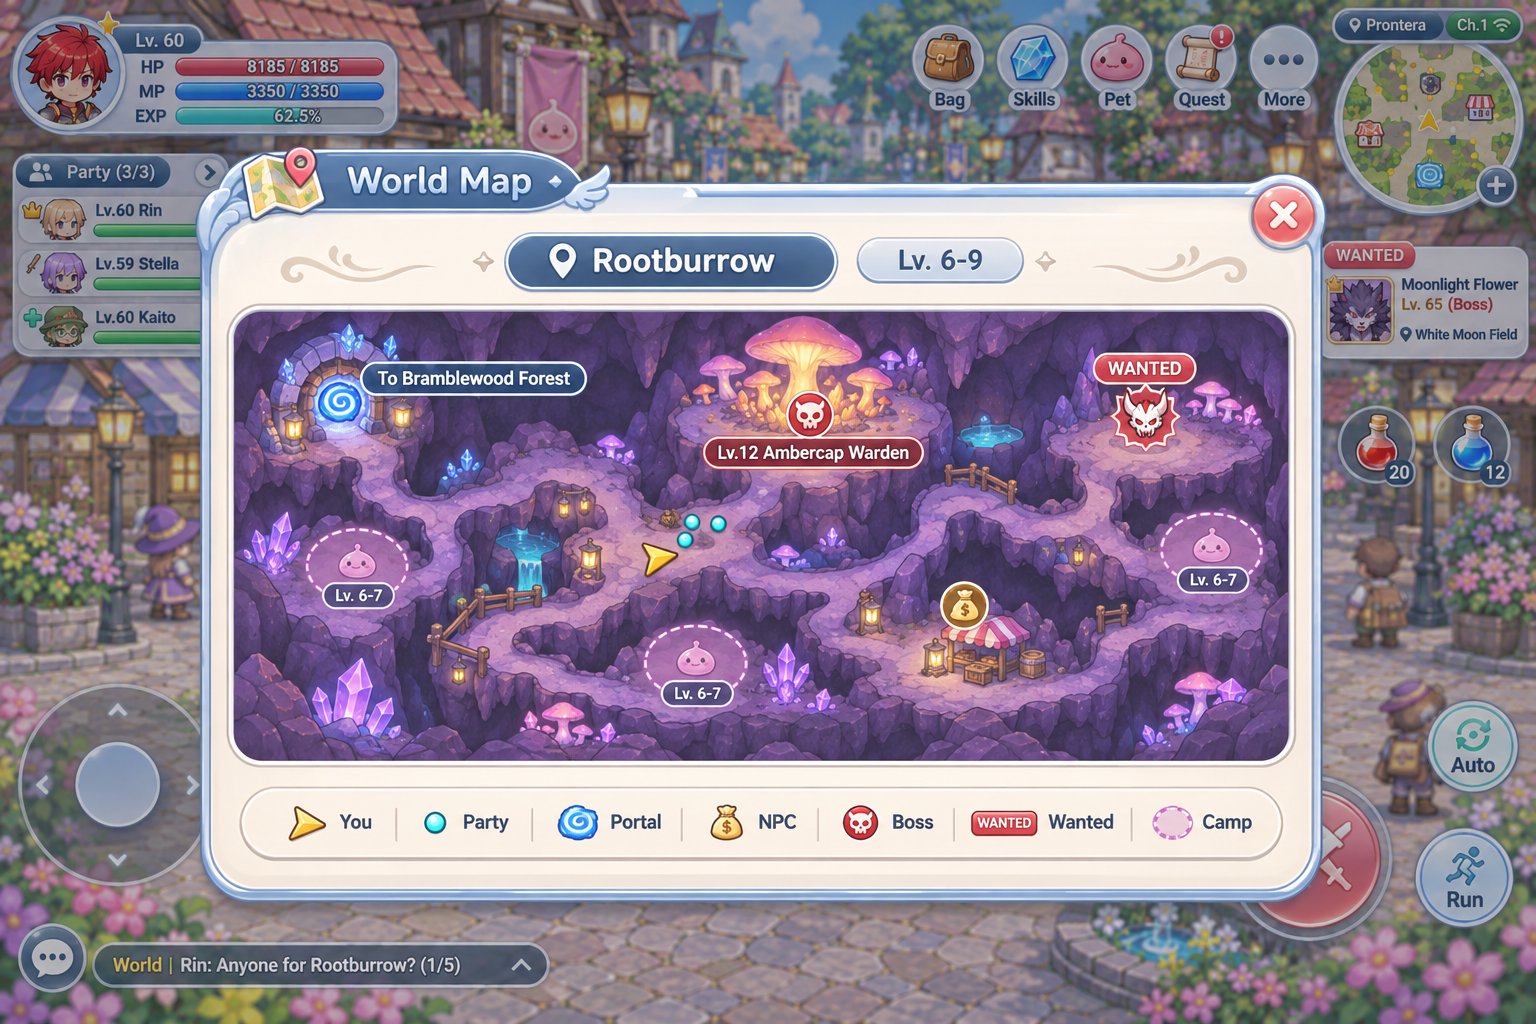 Lv. 60
HP 8185 / 8185
MP 3350 / 3350
EXP 62.5%
Bag
Skills
Pet
Quest
More
Prontera
Ch.1
Party (3/3)
Lv.60 Rin
Lv.59 Stella
Lv.60 Kaito
WANTED
Moonlight Flower
Lv. 65 (Boss)
White Moon Field
World Map
Rootburrow
Lv. 6-9
To Bramblewood Forest
WANTED
Lv.12 Ambercap Warden
Lv. 6-7
Lv. 6-7
Lv. 6-7
You
Party
Portal
NPC
Boss
WANTED
Wanted
Camp
20
12
Auto
Run
World | Rin: Anyone for Rootburrow? (1/5)